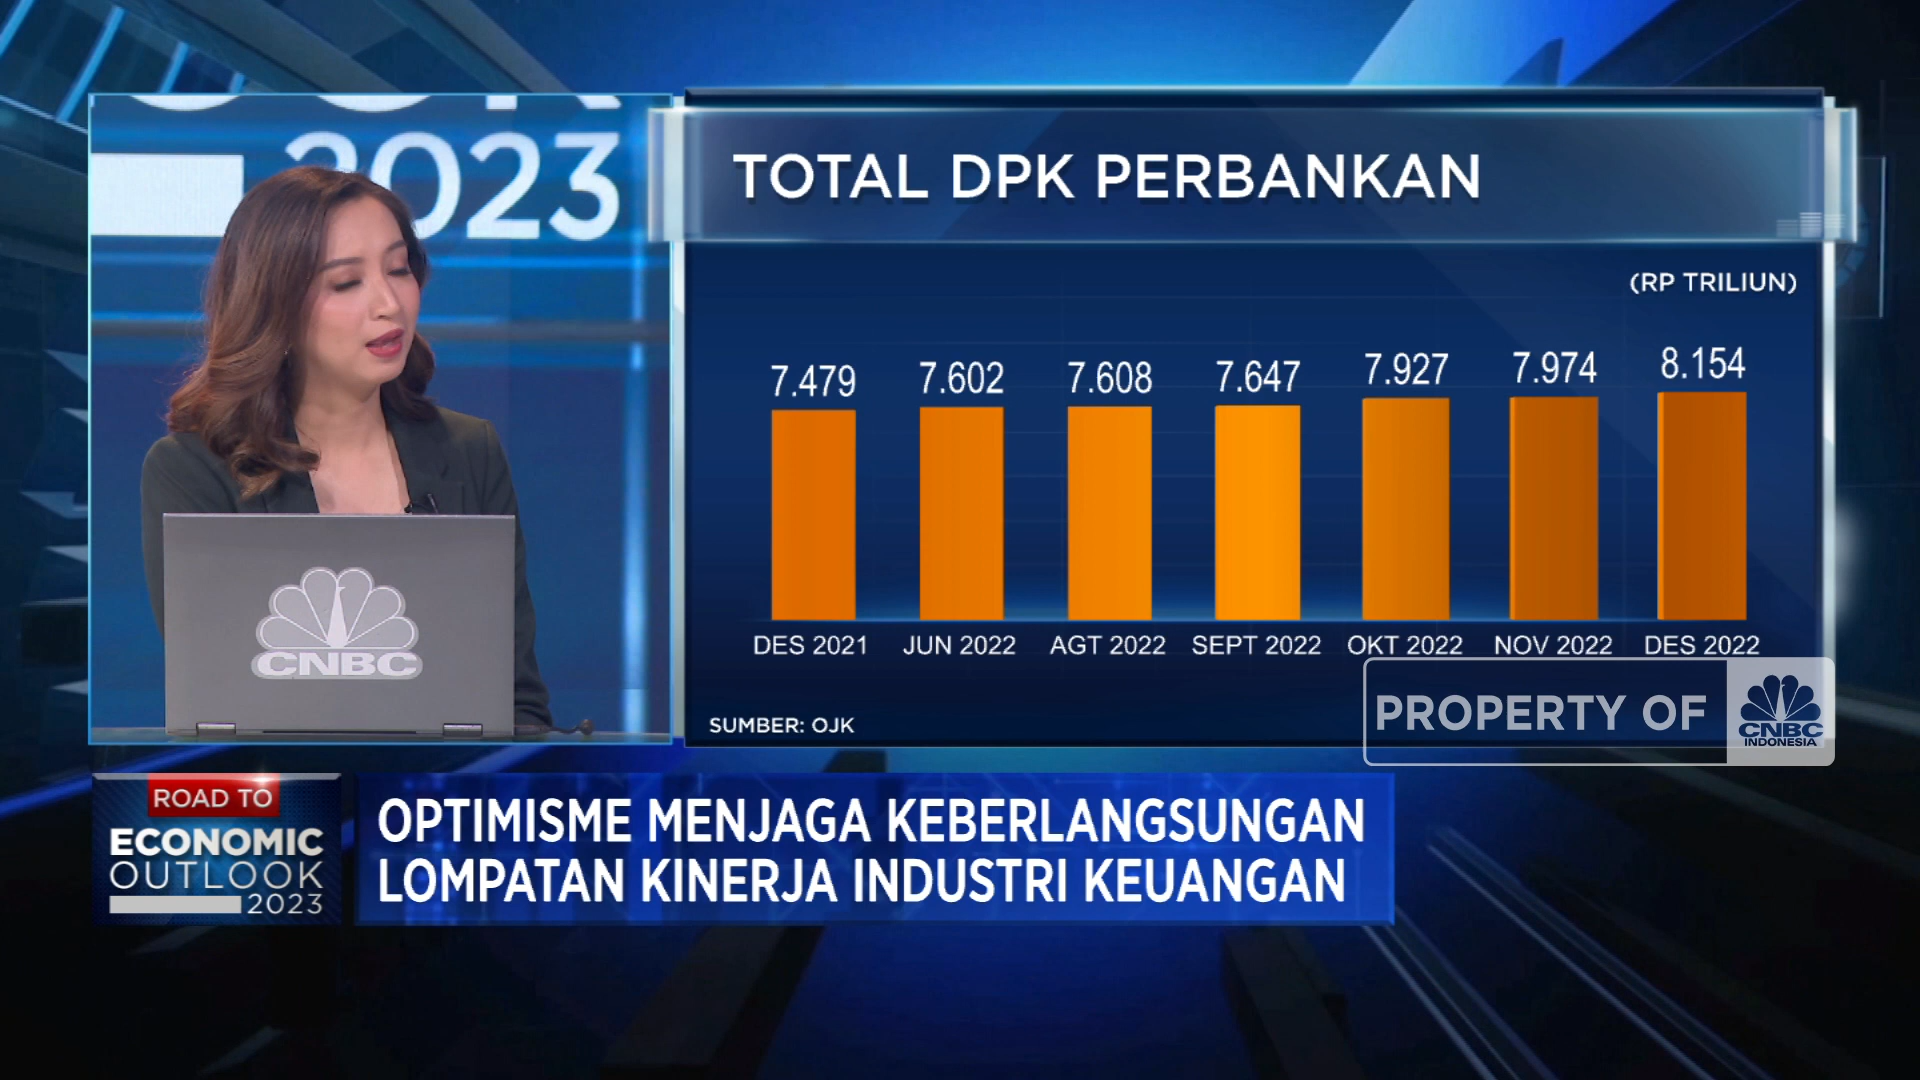 2023
TOTAL DPK PERBANKAN
(RP TRILIUN)
7.479 7.602 7.608 7.647 7.927 7.974 8.154
DES 2021 JUN 2022 AGT 2022 SEPT 2022 OKT 2022 NOV 2022 DES 2022
SUMBER: OJK
PROPERTY OF CNBC INDONESIA
CNBC
ROAD TO
ECONOMIC
OUTLOOK
2023
OPTIMISME MENJAGA KEBERLANGSUNGAN
LOMPATAN KINERJA INDUSTRI KEUANGAN